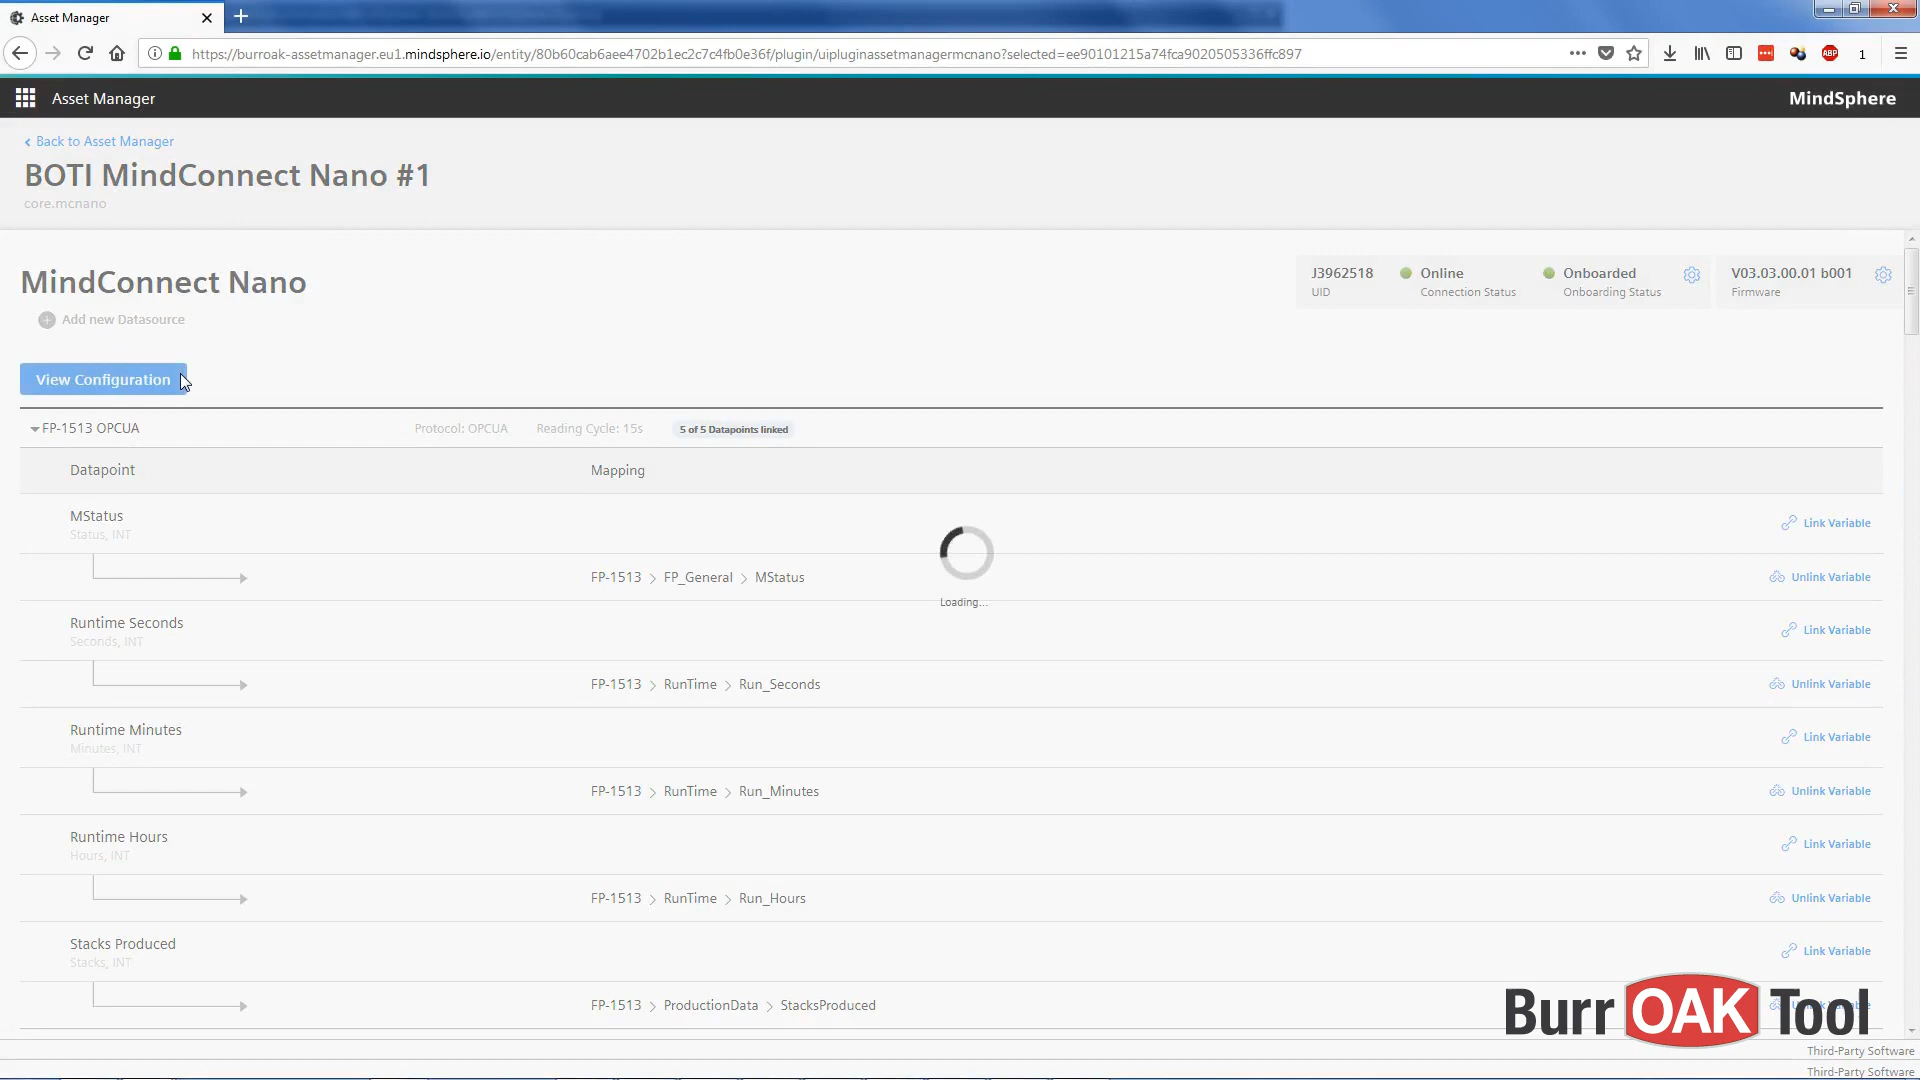 Asset Manager
https://burroak-assetmanager.eu1.mindsphere.io/entity/80b60cab6aee4702b1ec2c7c4fb0e36f/plugin/uipluginassetmanagermcnano?selected=ee90101215a74fca9020505336ffc897
ABP
1
Asset Manager
MindSphere
Back to Asset Manager
BOTI MindConnect Nano #1
core.mcnano
MindConnect Nano
J3962518
UID
Online
Connection Status
Onboarded
Onboarding Status
V03.03.00.01 b001
Firmware
Add new Datasource
View Configuration
FP-1513 OPCUA
Protocol: OPCUA
Reading Cycle: 15s
5 of 5 Datapoints linked
Datapoint
Mapping
MStatus
Status, INT
Link Variable
FP-1513 > FP_General > MStatus
Unlink Variable
Runtime Seconds
Seconds, INT
Link Variable
FP-1513 > RunTime > Run_Seconds
Unlink Variable
Loading...
Runtime Minutes
Minutes, INT
Link Variable
FP-1513 > RunTime > Run_Minutes
Unlink Variable
Runtime Hours
Hours, INT
Link Variable
FP-1513 > RunTime > Run_Hours
Unlink Variable
Stacks Produced
Stacks, INT
Link Variable
FP-1513 > ProductionData > StacksProduced
Burr OAK Tool
Third-Party Software
Third-Party Software